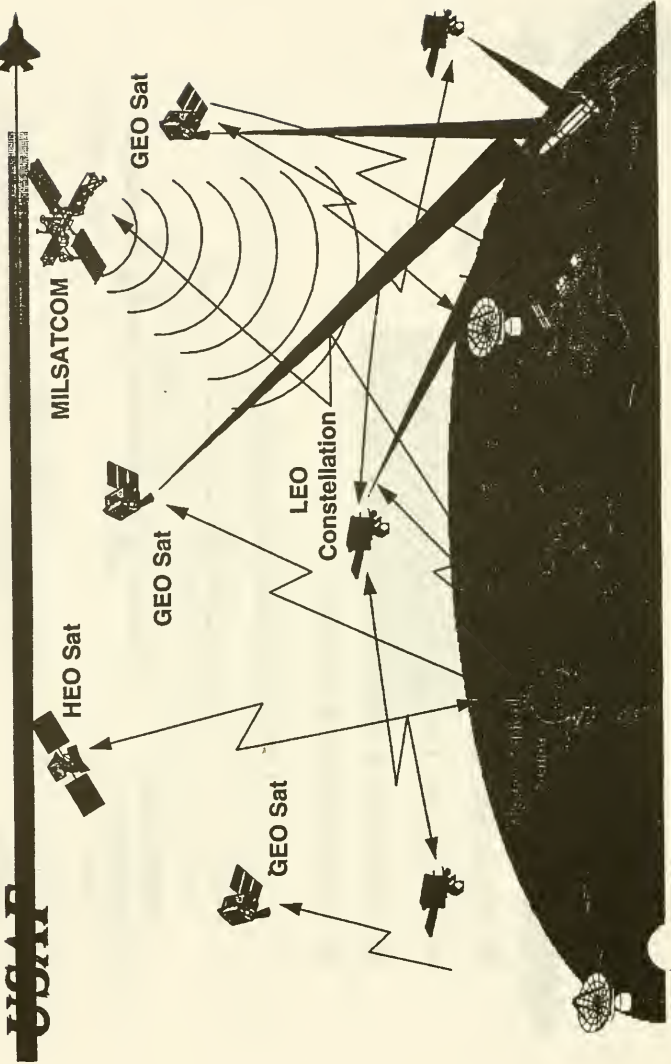 USAF
HEO Sat
MILSATCOM
GEO Sat
GEO Sat
GEO Sat
LEO
Constellation